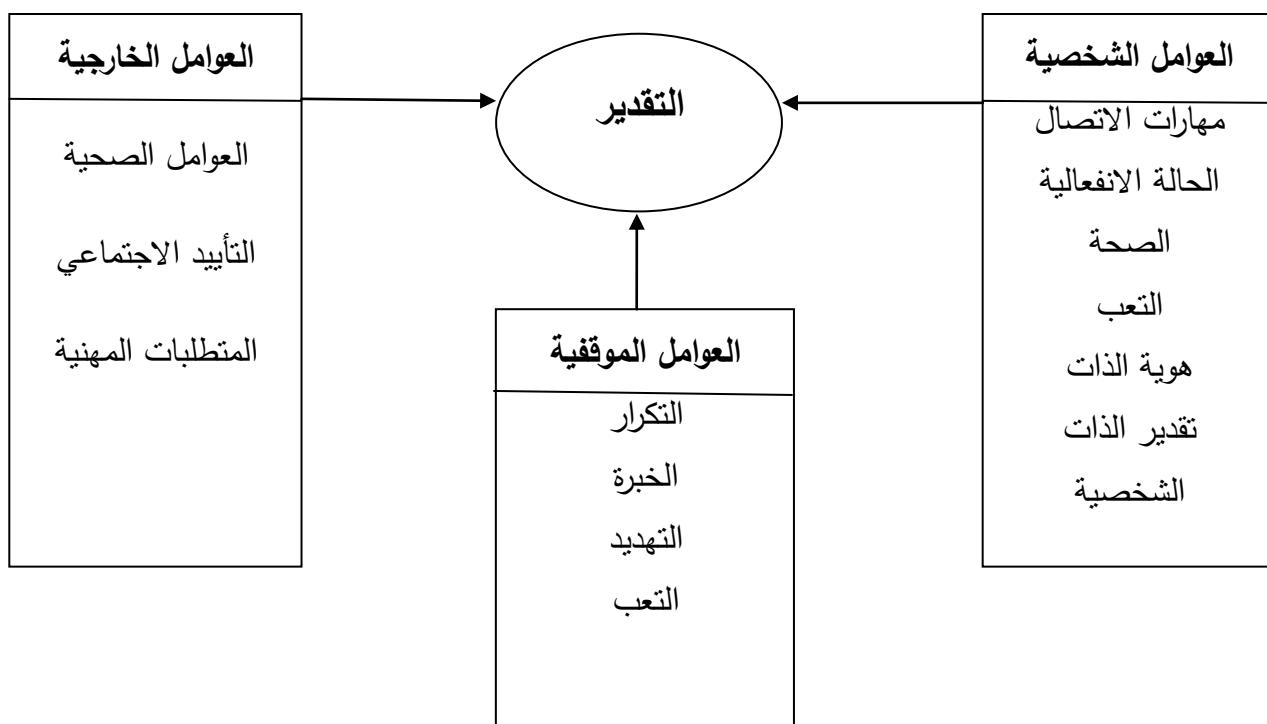 العوامل الشخصية
مهارات الاتصال
الحالة الانفعالية
الصحة
التعب
هوية الذات
تقدير الذات
الشخصية
التقدير
العوامل الخارجية
العوامل الصحية
التأييد الاجتماعي
المتطلبات المهنية
العوامل الموقفية
التكرار
الخبرة
التهديد
التعب